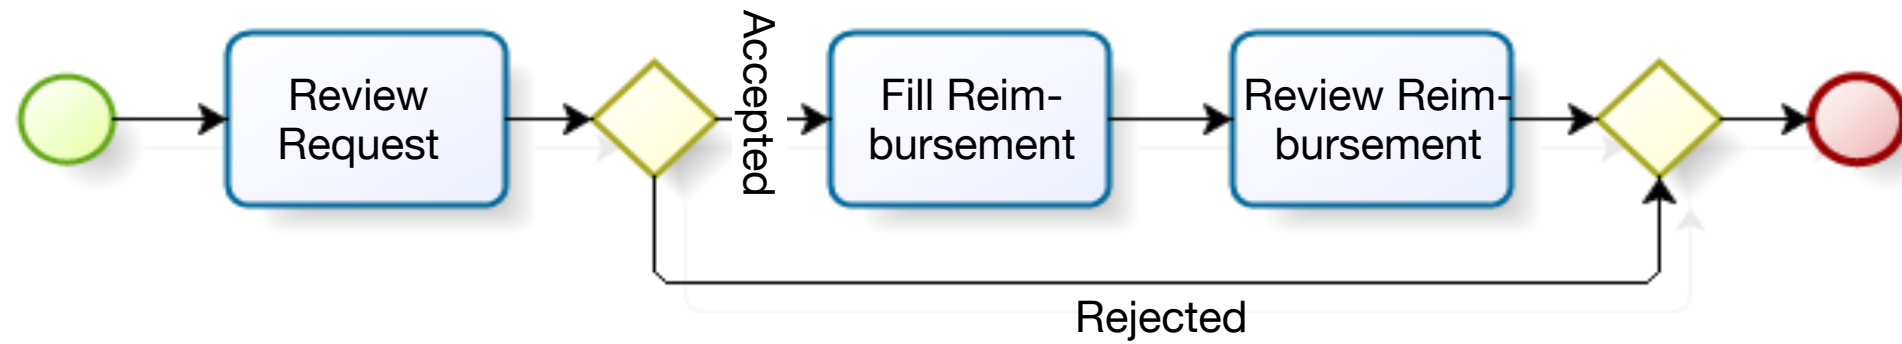 Review
Request
Accepted
Fill Reim-
bursement
Review Reim-
bursement
Rejected